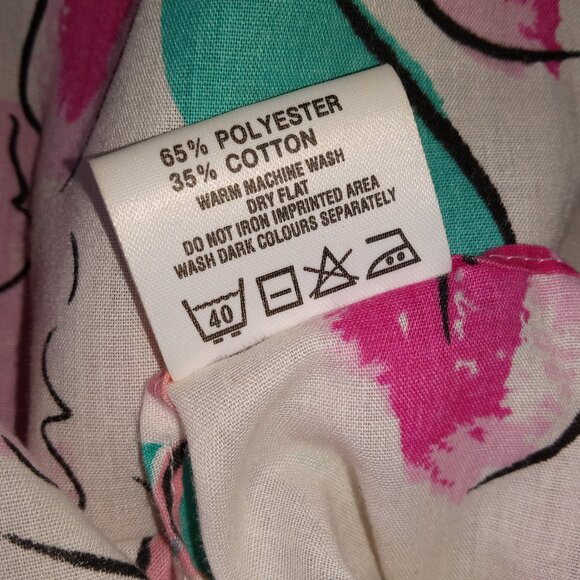 65% POLYESTER
35% COTTON
WARM MACHINE WASH
DRY FLAT
DO NOT IRON IMPRINTED AREA
WASH DARK COLOURS SEPARATELY
40